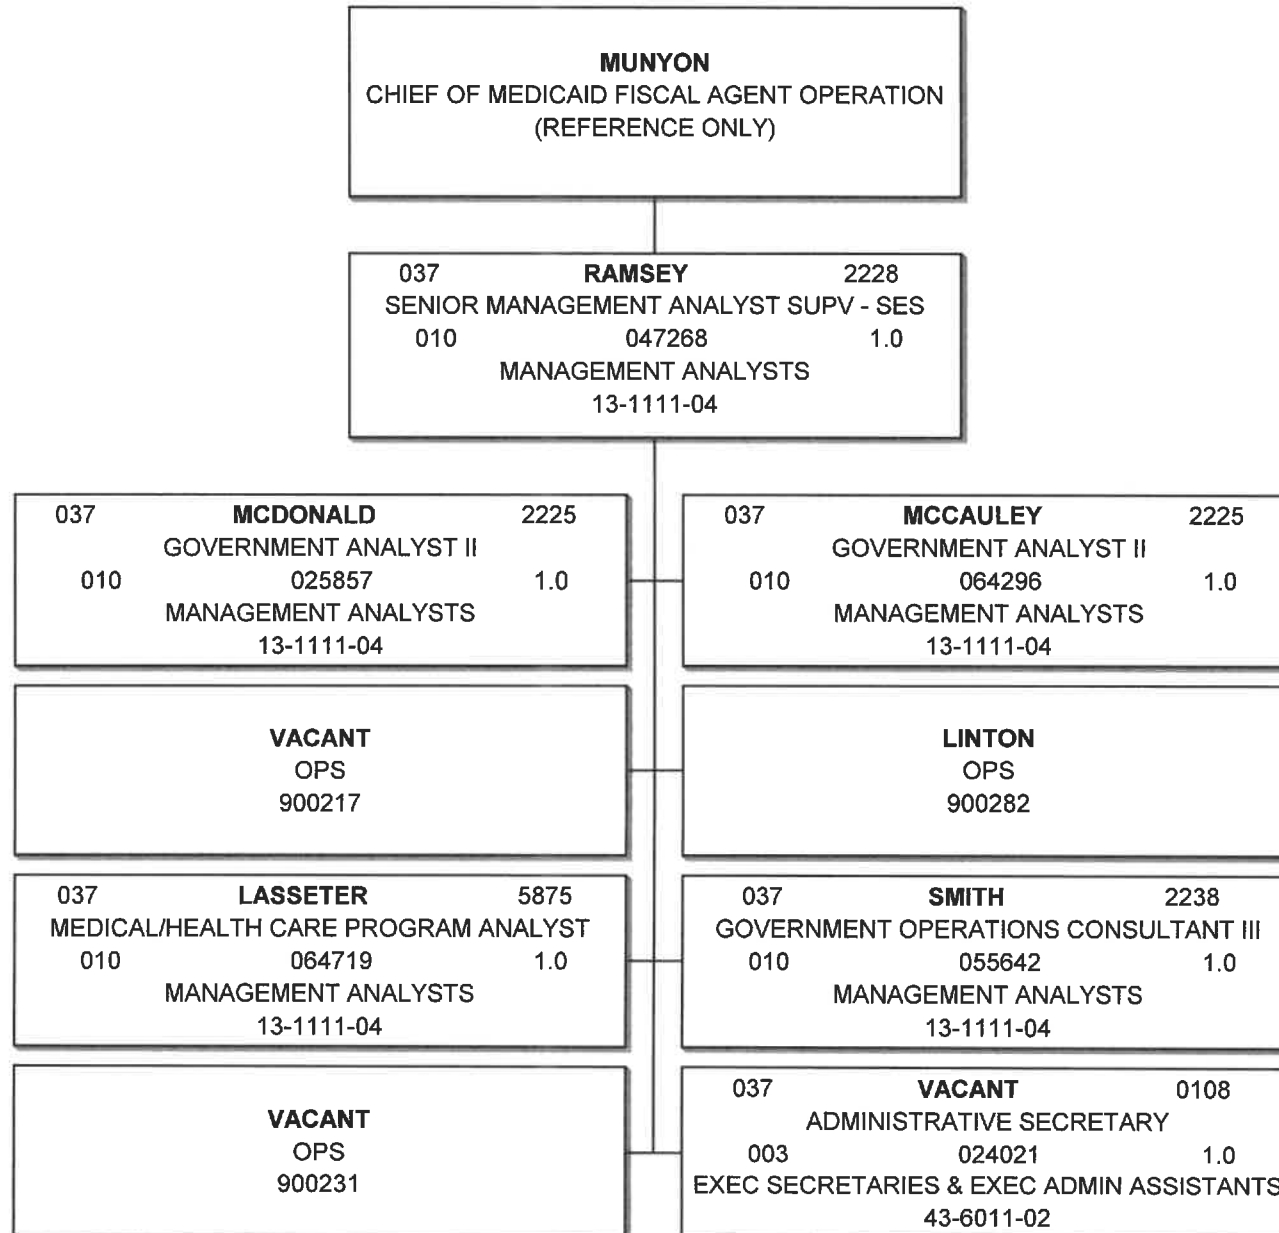 MUNYON
CHIEF OF MEDICAID FISCAL AGENT OPERATION
(REFERENCE ONLY)
037 RAMSEY 2228
SENIOR MANAGEMENT ANALYST SUPV - SES
010 047268 1.0
MANAGEMENT ANALYSTS
13-1111-04
037 MCDONALD 2225
GOVERNMENT ANALYST II
010 025857 1.0
MANAGEMENT ANALYSTS
13-1111-04
037 MCCAULEY 2225
GOVERNMENT ANALYST II
010 064296 1.0
MANAGEMENT ANALYSTS
13-1111-04
VACANT
OPS
900217
LINTON
OPS
900282
037 LASSETER 5875
MEDICAL/HEALTH CARE PROGRAM ANALYST
010 064719 1.0
MANAGEMENT ANALYSTS
13-1111-04
037 SMITH 2238
GOVERNMENT OPERATIONS CONSULTANT III
010 055642 1.0
MANAGEMENT ANALYSTS
13-1111-04
VACANT
OPS
900231
037 VACANT 0108
ADMINISTRATIVE SECRETARY
003 024021 1.0
EXEC SECRETARIES & EXEC ADMIN ASSISTANTS
43-6011-02